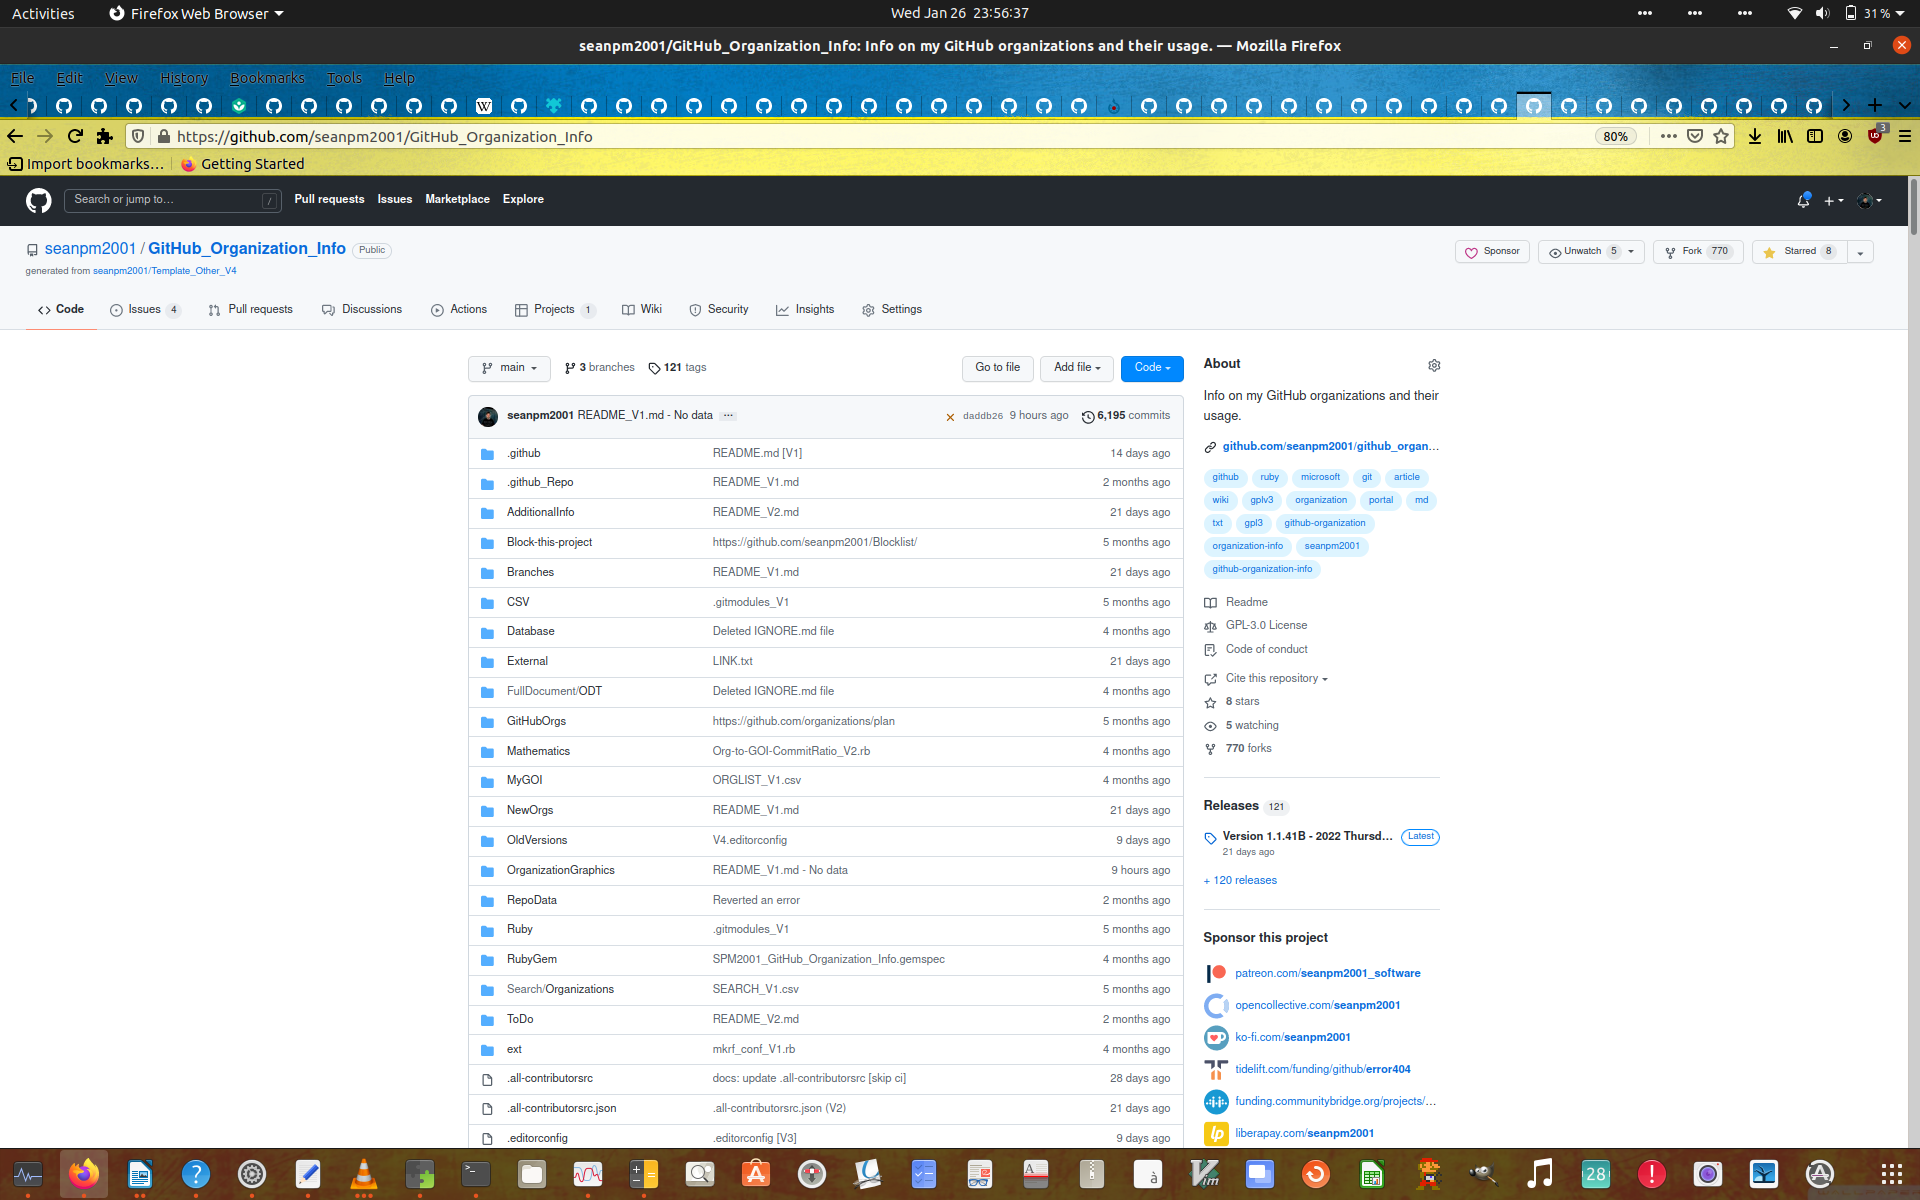 Activities
Firefox Web Browser
Wed Jan 26 23:56:37
31 %
seanpm2001/GitHub_Organization_Info: Info on my GitHub organizations and their usage. — Mozilla Firefox
File Edit View History Bookmarks Tools Help
https://github.com/seanpm2001/GitHub_Organization_Info
80%
3
Import bookmarks… Getting Started
Search or jump to… /
Pull requests Issues Marketplace Explore
seanpm2001 / GitHub_Organization_Info Public
generated from seanpm2001/Template_Other_V4
Sponsor
Unwatch 5
Fork 770
Starred 8
Code
Issues 4
Pull requests
Discussions
Actions
Projects 1
Wiki
Security
Insights
Settings
main
3 branches
121 tags
Go to file
Add file
Code
seanpm2001 README_V1.md - No data ··· daddb26 9 hours ago 6,195 commits
.github README.md [V1] 14 days ago
.github_Repo README_V1.md 2 months ago
AdditionalInfo README_V2.md 21 days ago
Block-this-project https://github.com/seanpm2001/Blocklist/ 5 months ago
Branches README_V1.md 21 days ago
CSV .gitmodules_V1 5 months ago
Database Deleted IGNORE.md file 4 months ago
External LINK.txt 21 days ago
FullDocument/ODT Deleted IGNORE.md file 4 months ago
GitHubOrgs https://github.com/organizations/plan 5 months ago
Mathematics Org-to-GOI-CommitRatio_V2.rb 4 months ago
MyGOI ORGLIST_V1.csv 4 months ago
NewOrgs README_V1.md 21 days ago
OldVersions V4.editorconfig 9 days ago
OrganizationGraphics README_V1.md - No data 9 hours ago
RepoData Reverted an error 2 months ago
Ruby .gitmodules_V1 5 months ago
RubyGem SPM2001_GitHub_Organization_Info.gemspec 4 months ago
Search/Organizations SEARCH_V1.csv 5 months ago
ToDo README_V2.md 2 months ago
ext mkrf_conf_V1.rb 4 months ago
.all-contributorsrc docs: update .all-contributorsrc [skip ci] 28 days ago
.all-contributorsrc.json .all-contributorsrc.json (V2) 21 days ago
.editorconfig .editorconfig [V3] 9 days ago
About
Info on my GitHub organizations and their
usage.
github.com/seanpm2001/github_organ…
github ruby microsoft git article
wiki gplv3 organization portal md
txt gpl3 github-organization
organization-info seanpm2001
github-organization-info
Readme
GPL-3.0 License
Code of conduct
Cite this repository
8 stars
5 watching
770 forks
Releases 121
Version 1.1.41B - 2022 Thursd… Latest
21 days ago
+ 120 releases
Sponsor this project
patreon.com/seanpm2001_software
opencollective.com/seanpm2001
ko-fi.com/seanpm2001
tidelift.com/funding/github/error404
funding.communitybridge.org/projects/…
liberapay.com/seanpm2001
28